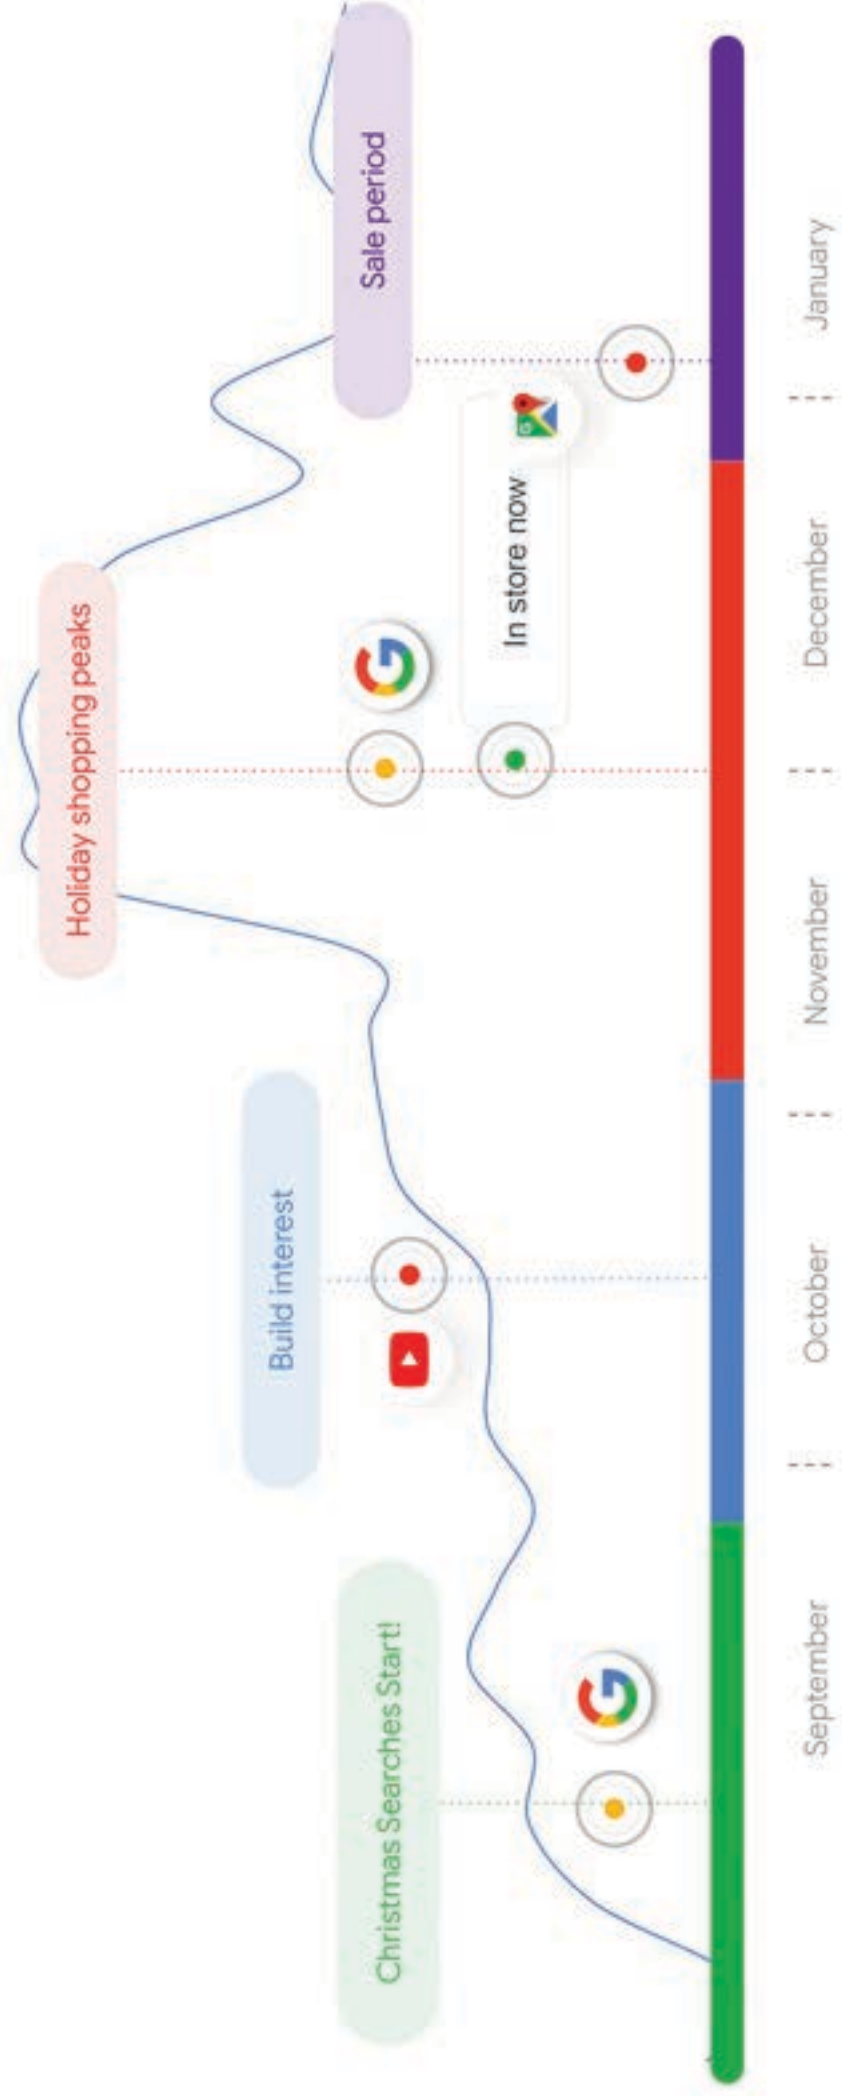 Christmas Searches Start!
Build interest
Holiday shopping peaks
Sale period
In store now
September
October
November
December
January